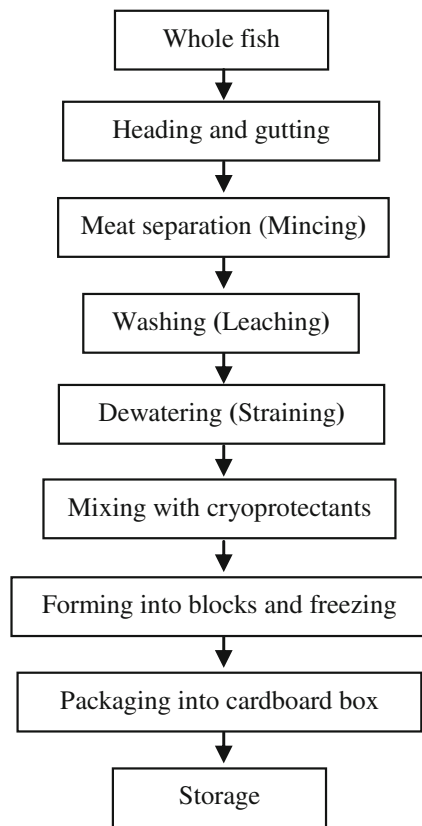 Whole fish
Heading and gutting
Meat separation (Mincing)
Washing (Leaching)
Dewatering (Straining)
Mixing with cryoprotectants
Forming into blocks and freezing
Packaging into cardboard box
Storage